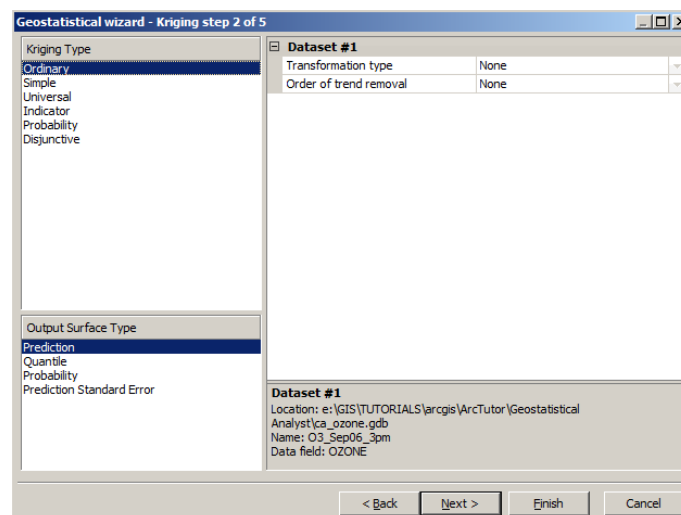 Geostatistical wizard - Kriging step 2 of 5
Kriging Type
Ordinary
Simple
Universal
Indicator
Probability
Disjunctive
Dataset #1
Transformation type None
Order of trend removal None
Output Surface Type
Prediction
Quantile
Probability
Prediction Standard Error
Dataset #1
Location: e:\GIS\TUTORIALS\arcgis\ArcTutor\Geostatistical
Analyst\ca_ozone.gdb
Name: O3_Sep06_3pm
Data field: OZONE
< Back Next > Finish Cancel